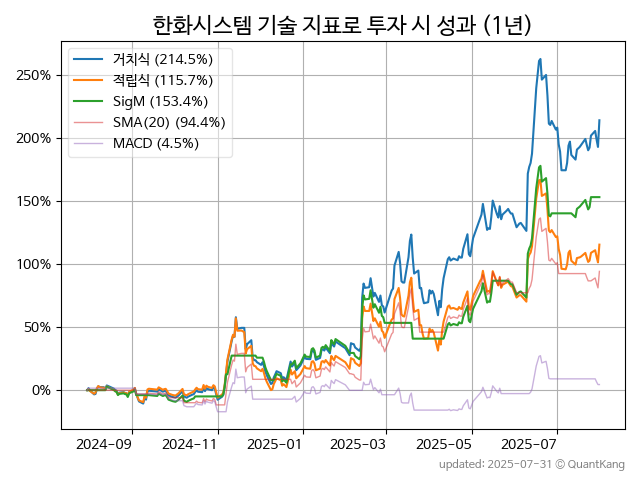 한화시스템 기술 지표로 투자 시 성과 (1년)
거치식 (214.5%)
적립식 (115.7%)
SigM (153.4%)
SMA(20) (94.4%)
MACD (4.5%)
250%
200%
150%
100%
50%
0%
2024-09 2024-11 2025-01 2025-03 2025-05 2025-07
updated: 2025-07-31 © QuantKang